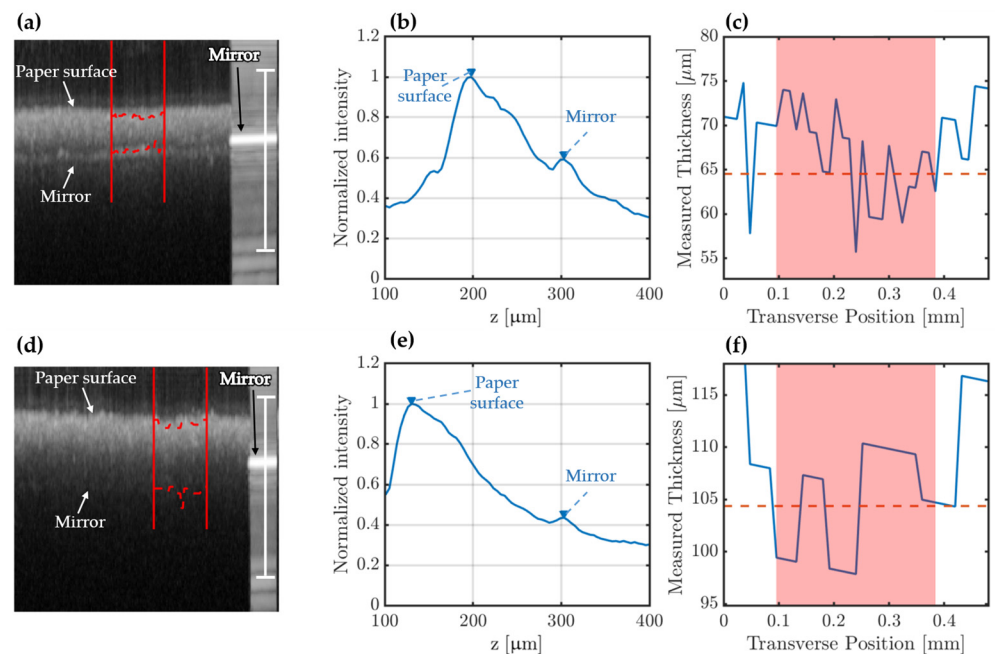 (a)
Paper surface
Mirror
Mirror
(b)
Normalized intensity
1.2
1
0.8
0.6
0.4
0.2
0
Paper
surface
Mirror
100
200
300
400
z [μm]
(c)
Measured Thickness [μm]
80
75
70
65
60
55
0
0.1
0.2
0.3
0.4
Transverse Position [mm]
(d)
Paper surface
Mirror
Mirror
(e)
Normalized intensity
1.2
1
0.8
0.6
0.4
0.2
0
Paper
surface
Mirror
100
200
300
400
z [μm]
(f)
Measured Thickness [μm]
115
110
105
100
95
0
0.1
0.2
0.3
0.4
Transverse Position [mm]